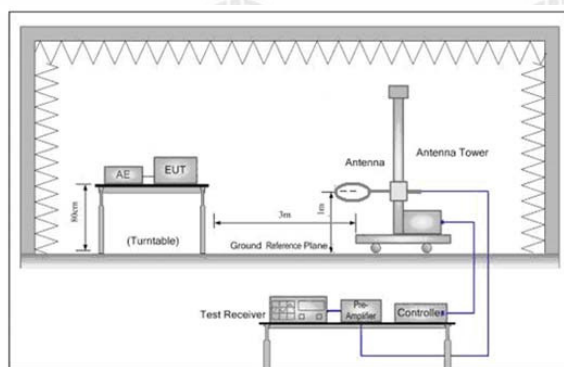 Antenna Tower
Antenna
AE
EUT
80cm
3m
1m
(Turntable)
Ground Reference Plane
Test Receiver
Pre-
Amplifier
Controller